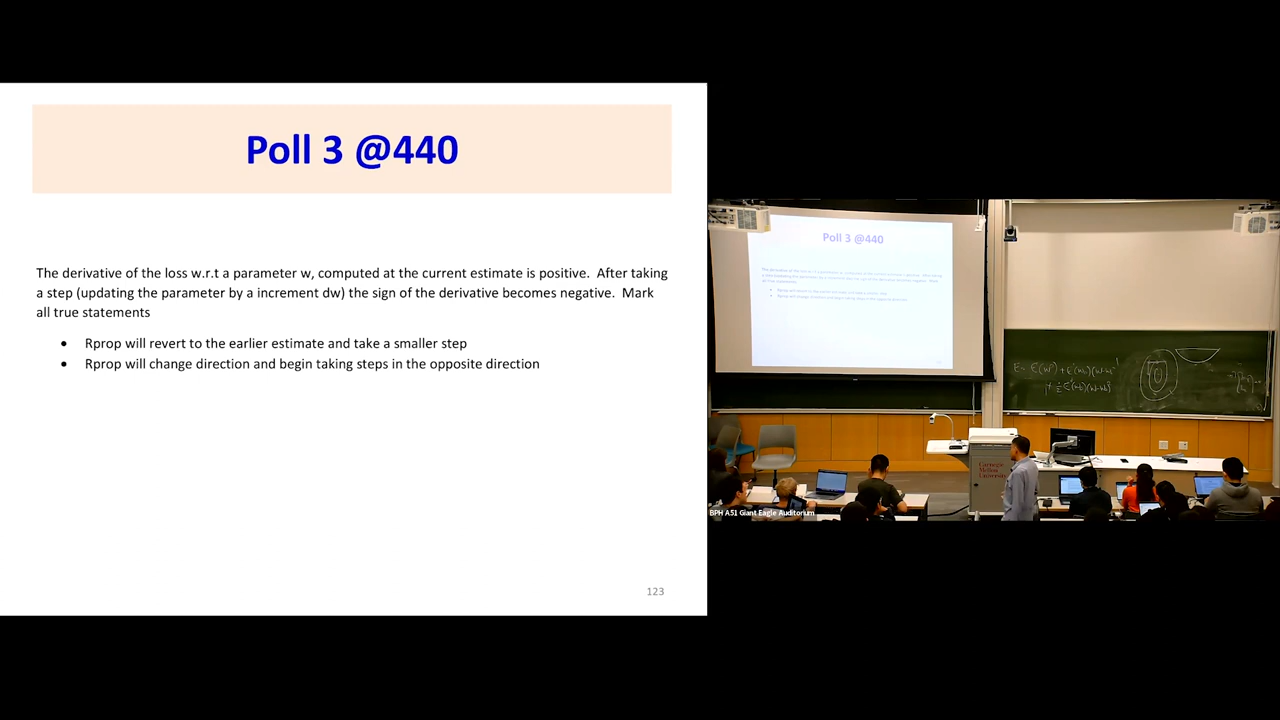 Poll 3 @440
The derivative of the loss w.r.t a parameter w, computed at the current estimate is positive.  After taking
a step (updating the parameter by a increment dw) the sign of the derivative becomes negative.  Mark
all true statements
• Rprop will revert to the earlier estimate and take a smaller step
• Rprop will change direction and begin taking steps in the opposite direction
123
Poll 3 @440
Carnegie
Mellon
University
BPH A51 Giant Eagle Auditorium